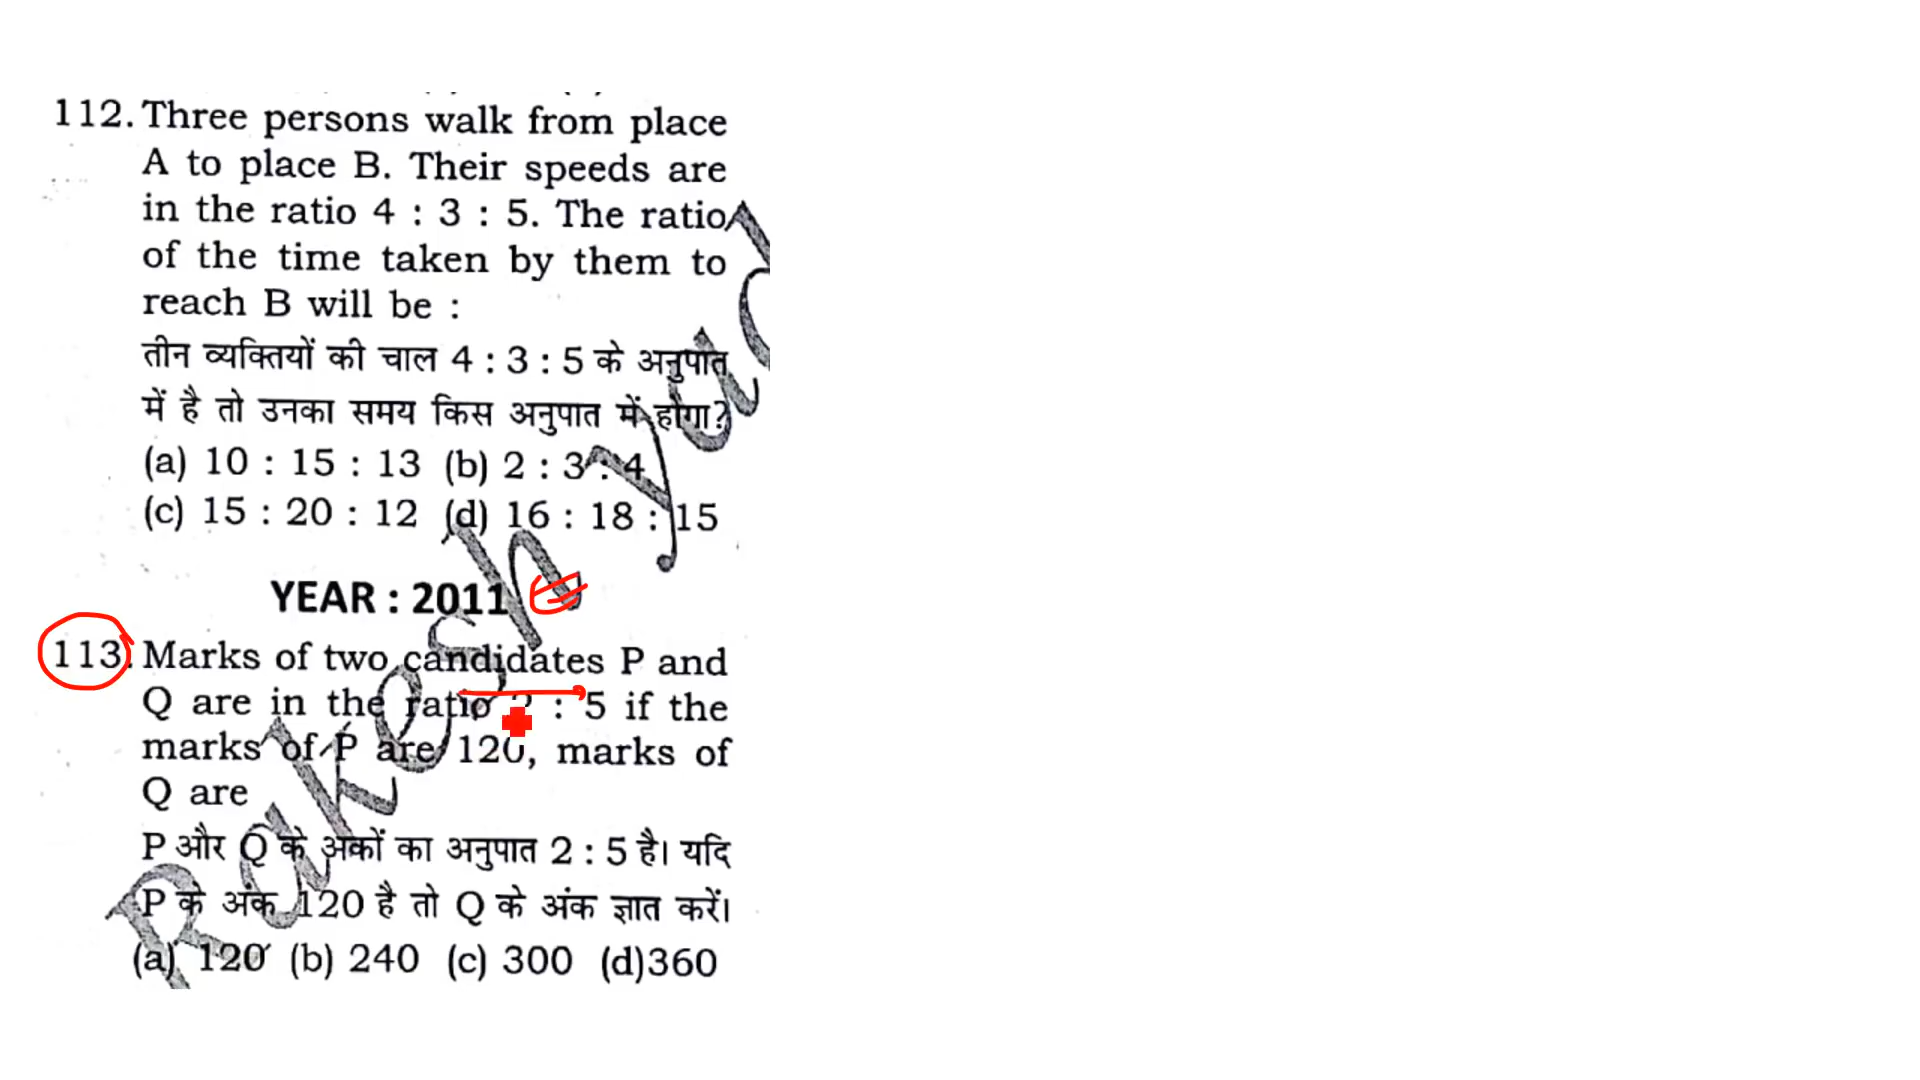 112. Three persons walk from place
A to place B. Their speeds are
in the ratio 4 : 3 : 5. The ratio
of the time taken by them to
reach B will be :
तीन व्यक्तियों की चाल 4 : 3 : 5 के अनुपात
में है तो उनका समय किस अनुपात में होगा?
(a) 10 : 15 : 13 (b) 2 : 3 : 4
(c) 15 : 20 : 12 (d) 16 : 18 : 15
YEAR : 2011
113. Marks of two candidates P and
Q are in the ratio : 5 if the
marks of P are 120, marks of
Q are
P और Q के अंकों का अनुपात 2 : 5 है। यदि
P के अंक 120 है तो Q के अंक ज्ञात करें।
(a) 120 (b) 240 (c) 300 (d)360
Rakesh Yad